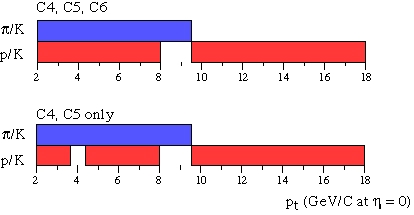 C4, C5, C6
π/K
p/K
2 4 6 8 10 12 14 16 18
C4, C5 only
π/K
p/K
2 4 6 8 10 12 14 16 18
pt (GeV/C at η = 0)